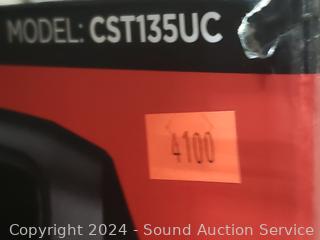 MODEL: CST135UC
4100
Copyright 2024 - Sound Auction Service